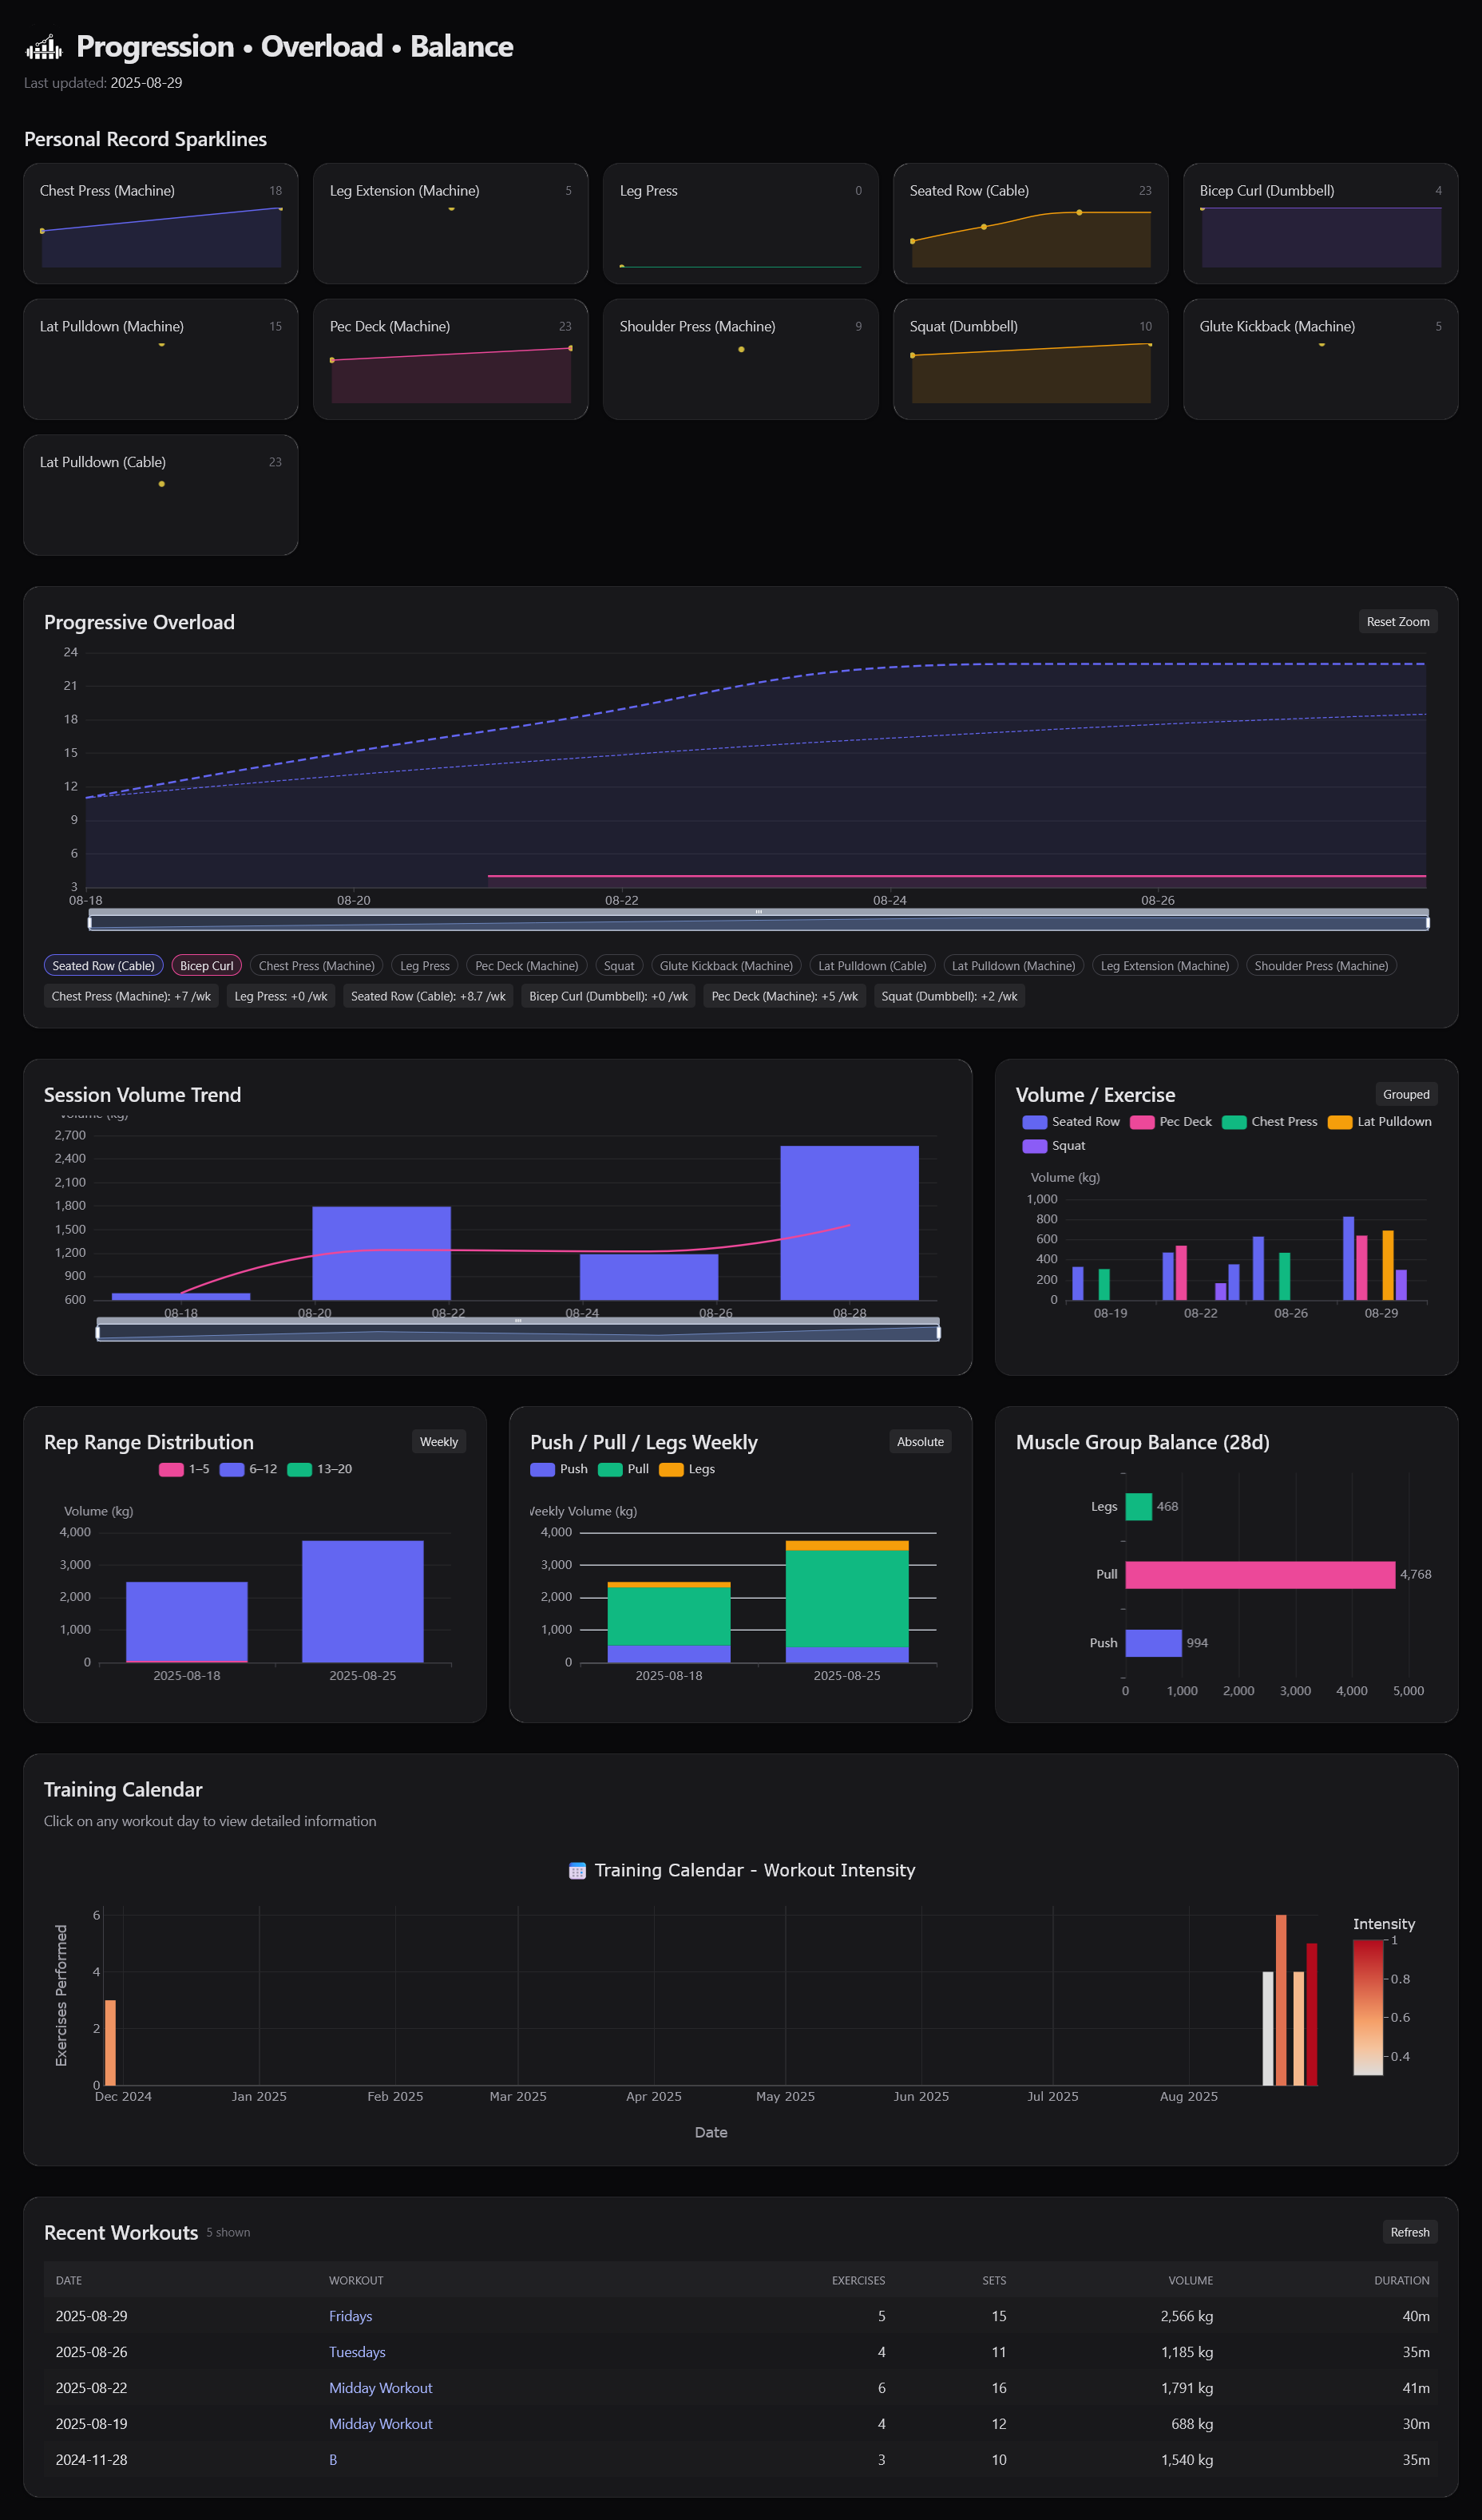 Progression • Overload • Balance
Last updated: 2025-08-29
Personal Record Sparklines
Chest Press (Machine) 18
Leg Extension (Machine) 5
Leg Press 0
Seated Row (Cable) 23
Bicep Curl (Dumbbell) 4
Lat Pulldown (Machine) 15
Pec Deck (Machine) 23
Shoulder Press (Machine) 9
Squat (Dumbbell) 10
Glute Kickback (Machine) 5
Lat Pulldown (Cable) 23
Progressive Overload
Reset Zoom
24
21
18
15
12
9
6
3
08-18 08-20 08-22 08-24 08-26
Seated Row (Cable) Bicep Curl Chest Press (Machine) Leg Press Pec Deck (Machine) Squat Glute Kickback (Machine) Lat Pulldown (Cable) Lat Pulldown (Machine) Leg Extension (Machine) Shoulder Press (Machine)
Chest Press (Machine): +7 /wk Leg Press: +0 /wk Seated Row (Cable): +8.7 /wk Bicep Curl (Dumbbell): +0 /wk Pec Deck (Machine): +5 /wk Squat (Dumbbell): +2 /wk
Session Volume Trend
Volume (kg)
2,700
2,400
2,100
1,800
1,500
1,200
900
600
08-18 08-20 08-22 08-24 08-26 08-28
Volume / Exercise
Grouped
Seated Row Pec Deck Chest Press Lat Pulldown
Squat
Volume (kg)
1,000
800
600
400
200
0
08-19 08-22 08-26 08-29
Rep Range Distribution
Weekly
1–5 6–12 13–20
Volume (kg)
4,000
3,000
2,000
1,000
0
2025-08-18 2025-08-25
Push / Pull / Legs Weekly
Absolute
Push Pull Legs
Weekly Volume (kg)
4,000
3,000
2,000
1,000
0
2025-08-18 2025-08-25
Muscle Group Balance (28d)
Legs 468
Pull 4,768
Push 994
0 1,000 2,000 3,000 4,000 5,000
Training Calendar
Click on any workout day to view detailed information
Training Calendar - Workout Intensity
Exercises Performed
6
4
2
0
Dec 2024 Jan 2025 Feb 2025 Mar 2025 Apr 2025 May 2025 Jun 2025 Jul 2025 Aug 2025
Date
Intensity
1
0.8
0.6
0.4
Recent Workouts 5 shown
Refresh
DATE WORKOUT EXERCISES SETS VOLUME DURATION
2025-08-29 Fridays 5 15 2,566 kg 40m
2025-08-26 Tuesdays 4 11 1,185 kg 35m
2025-08-22 Midday Workout 6 16 1,791 kg 41m
2025-08-19 Midday Workout 4 12 688 kg 30m
2024-11-28 B 3 10 1,540 kg 35m